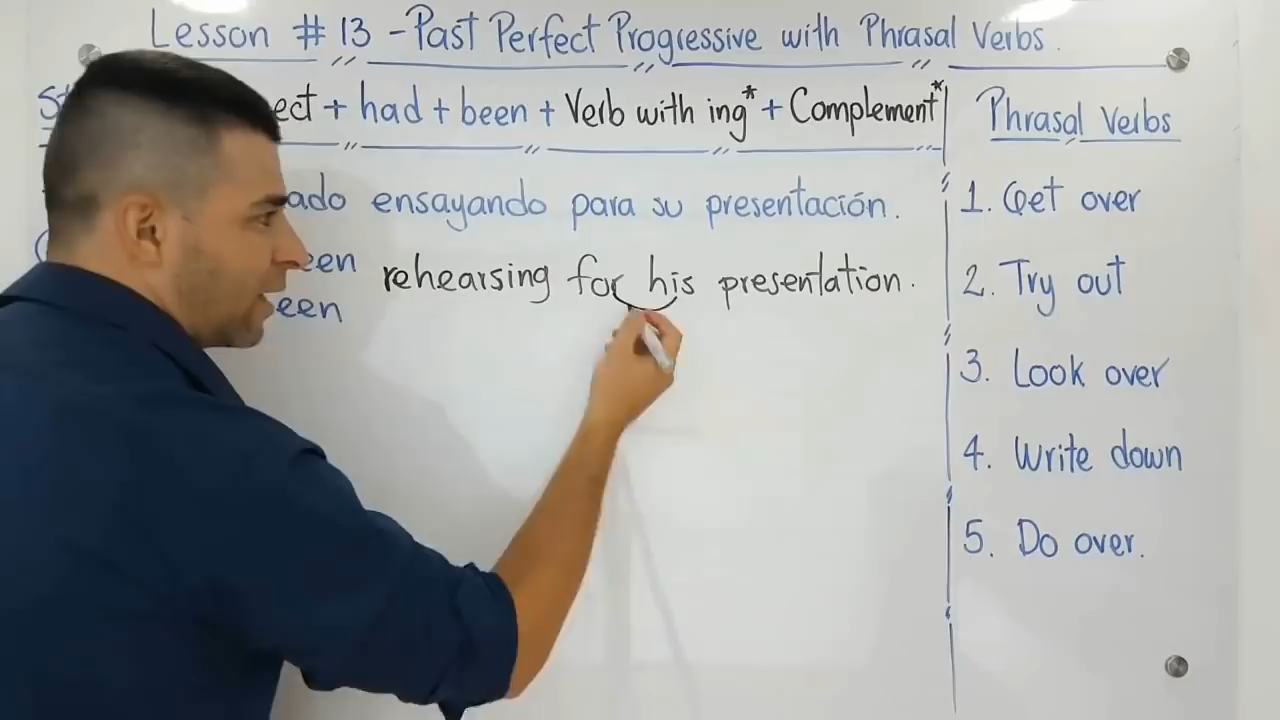 Lesson # 13 - Past Perfect Progressive with Phrasal Verbs.
ect + had + been + Verb with ing* + Complement*
ado ensayando para su presentación.
een rehearsing for his presentation.
een
Phrasal Verbs
1. Get over
2. Try out
3. Look over
4. Write down
5. Do over.